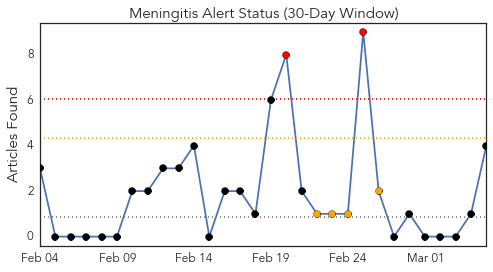 Meningitis Alert Status (30-Day Window)
Articles Found
8
6
4
2
0
Feb 04 Feb 09 Feb 14 Feb 19 Feb 24 Mar 01